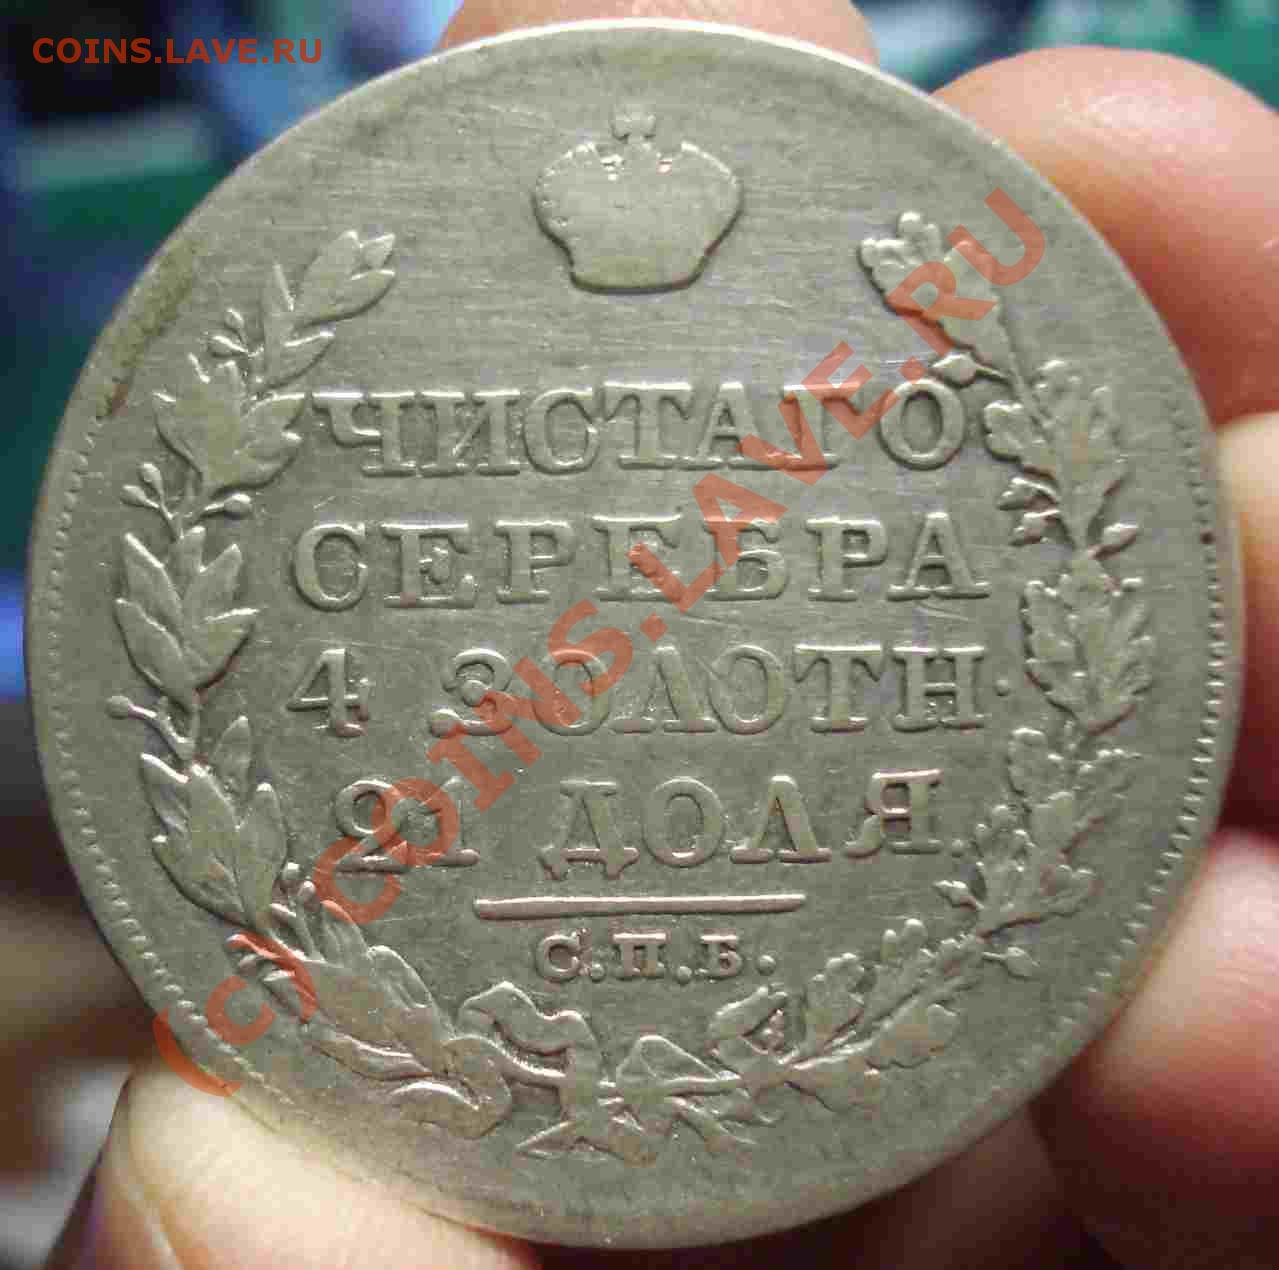 COINS.LAVE.RU
ЧИСТАГО
СЕРЕБРА
4 ЗОЛОТН.
21 ДОЛЯ.
С.П.Б.
(c) COINS.LAVE.RU